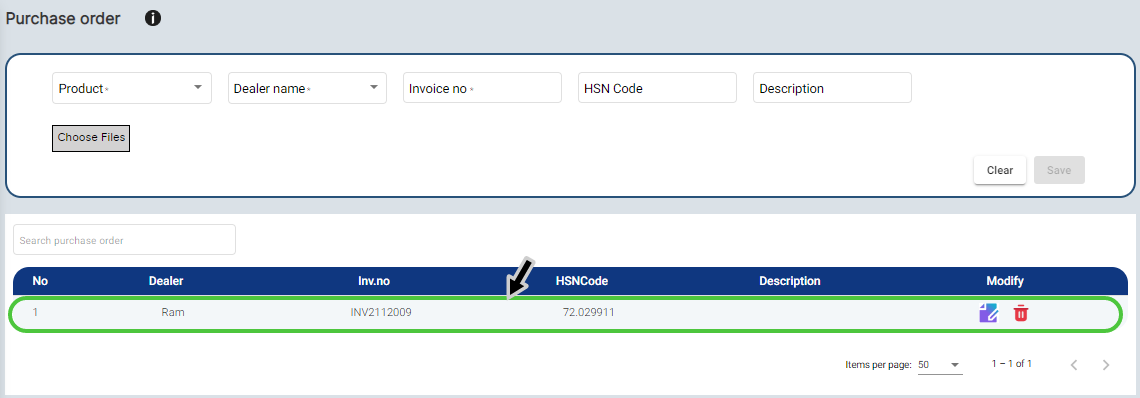 Purchase order i
Product * Dealer name * Invoice no * HSN Code Description
Choose Files
Clear Save
Search purchase order
No Dealer Inv.no HSNCode Description Modify
1 Ram INV2112009 72.029911
Items per page: 50 1 – 1 of 1